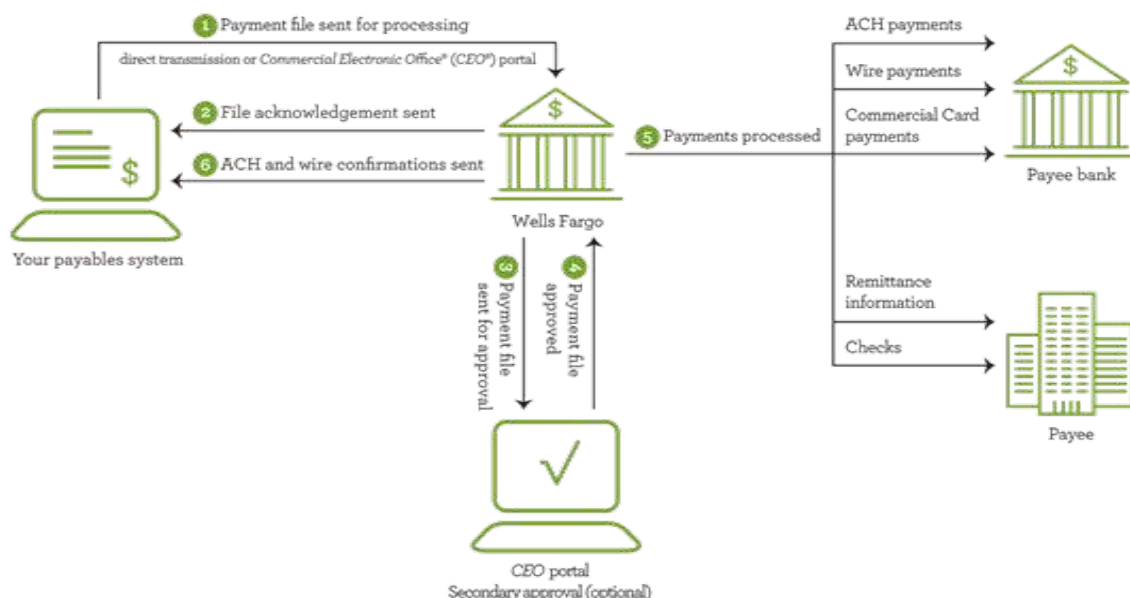 1 Payment file sent for processing
direct transmission or Commercial Electronic Office® (CEO®) portal
2 File acknowledgement sent
6 ACH and wire confirmations sent
$
Your payables system
$
Wells Fargo
3 Payment file
sent for approval
4 Payment file
approved
5 Payments processed
ACH payments
Wire payments
Commercial Card
payments
$
Payee bank
Remittance
information
Checks
Payee
CEO portal
Secondary approval (optional)